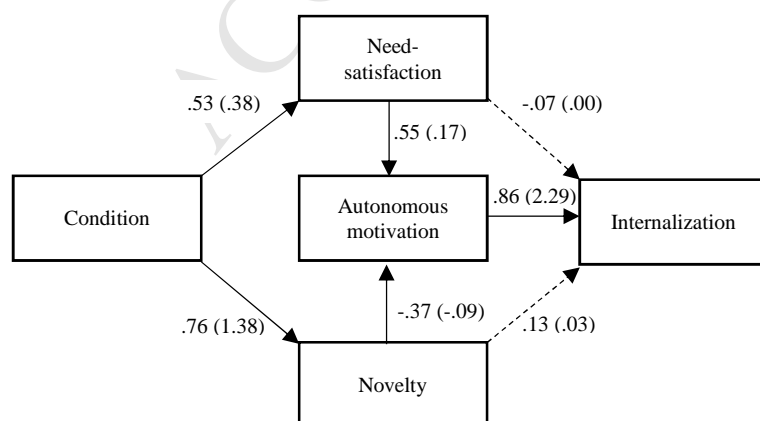 Need-
satisfaction
.53 (.38)
-.07 (.00)
.55 (.17)
Condition
Autonomous
motivation
.86 (2.29)
Internalization
.76 (1.38)
-.37 (-.09)
.13 (.03)
Novelty